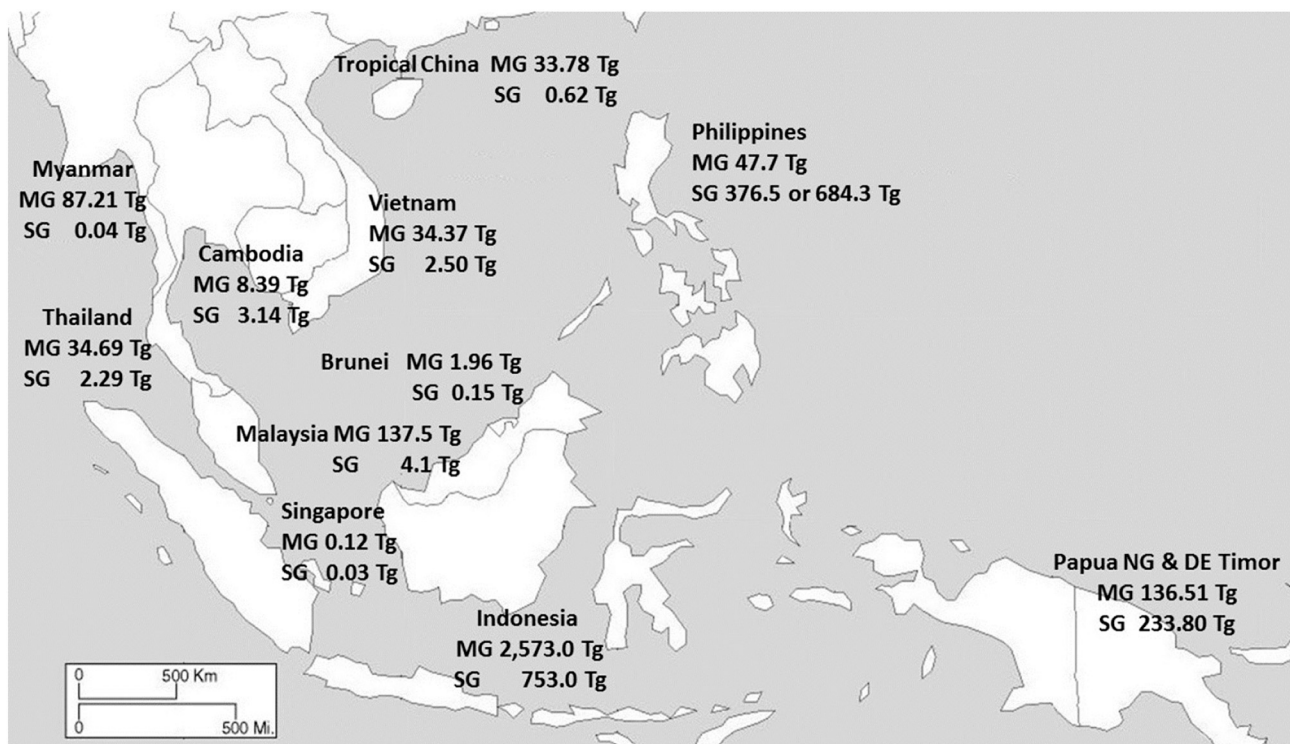 Tropical China MG 33.78 Tg
SG 0.62 Tg
Philippines
MG 47.7 Tg
SG 376.5 or 684.3 Tg
Myanmar
MG 87.21 Tg
SG 0.04 Tg
Vietnam
MG 34.37 Tg
SG 2.50 Tg
Cambodia
MG 8.39 Tg
SG 3.14 Tg
Thailand
MG 34.69 Tg
SG 2.29 Tg
Brunei MG 1.96 Tg
SG 0.15 Tg
Malaysia MG 137.5 Tg
SG 4.1 Tg
Singapore
MG 0.12 Tg
SG 0.03 Tg
Papua NG & DE Timor
MG 136.51 Tg
SG 233.80 Tg
Indonesia
MG 2,573.0 Tg
SG 753.0 Tg
0 500 Km
0 500 Mi.